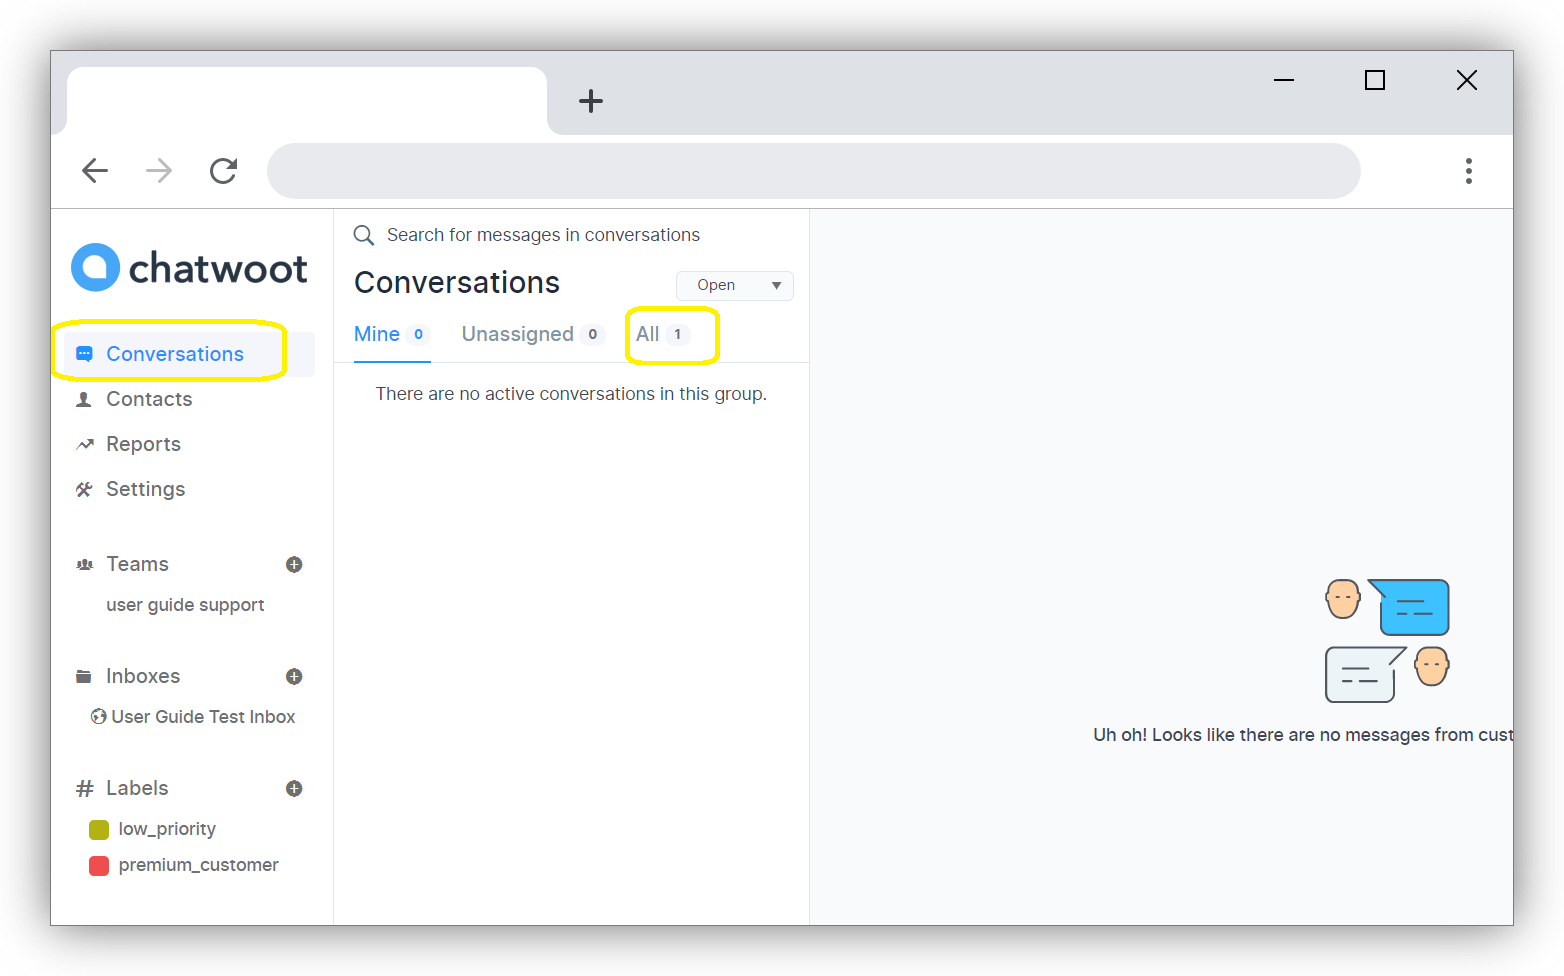 chatwoot
Conversations
Contacts
Reports
Settings
Teams
user guide support
Inboxes
User Guide Test Inbox
Labels
low_priority
premium_customer
Search for messages in conversations
Conversations
Open
Mine 0 Unassigned 0 All 1
There are no active conversations in this group.
Uh oh! Looks like there are no messages from cust